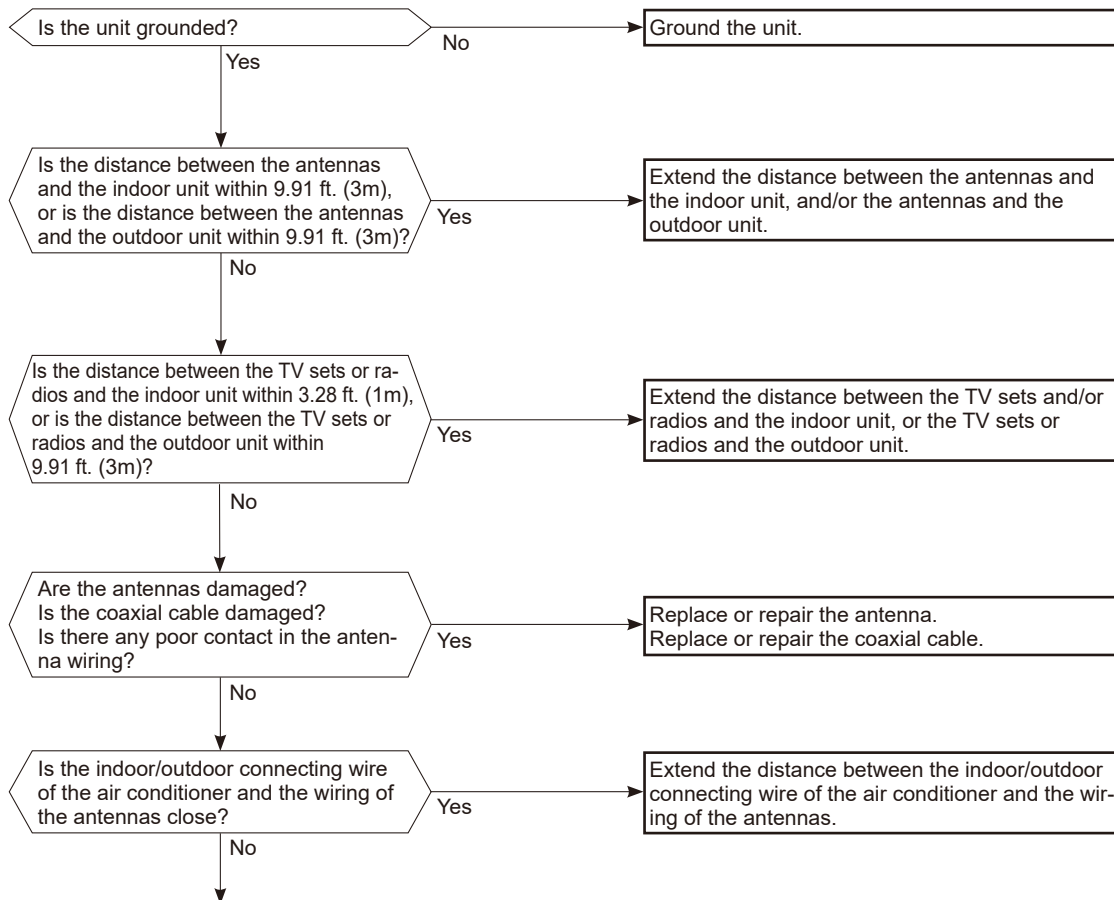 Is the unit grounded?
No
Ground the unit.
Yes
Is the distance between the antennas
and the indoor unit within 9.91 ft. (3m),
or is the distance between the antennas
and the outdoor unit within 9.91 ft. (3m)?
Yes
Extend the distance between the antennas and
the indoor unit, and/or the antennas and the
outdoor unit.
No
Is the distance between the TV sets or ra-
dios and the indoor unit within 3.28 ft. (1m),
or is the distance between the TV sets or
radios and the outdoor unit within
9.91 ft. (3m)?
Yes
Extend the distance between the TV sets and/or
radios and the indoor unit, or the TV sets or
radios and the outdoor unit.
No
Are the antennas damaged?
Is the coaxial cable damaged?
Is there any poor contact in the anten-
na wiring?
Yes
Replace or repair the antenna.
Replace or repair the coaxial cable.
No
Is the indoor/outdoor connecting wire
of the air conditioner and the wiring of
the antennas close?
Yes
Extend the distance between the indoor/outdoor
connecting wire of the air conditioner and the wir-
ing of the antennas.
No